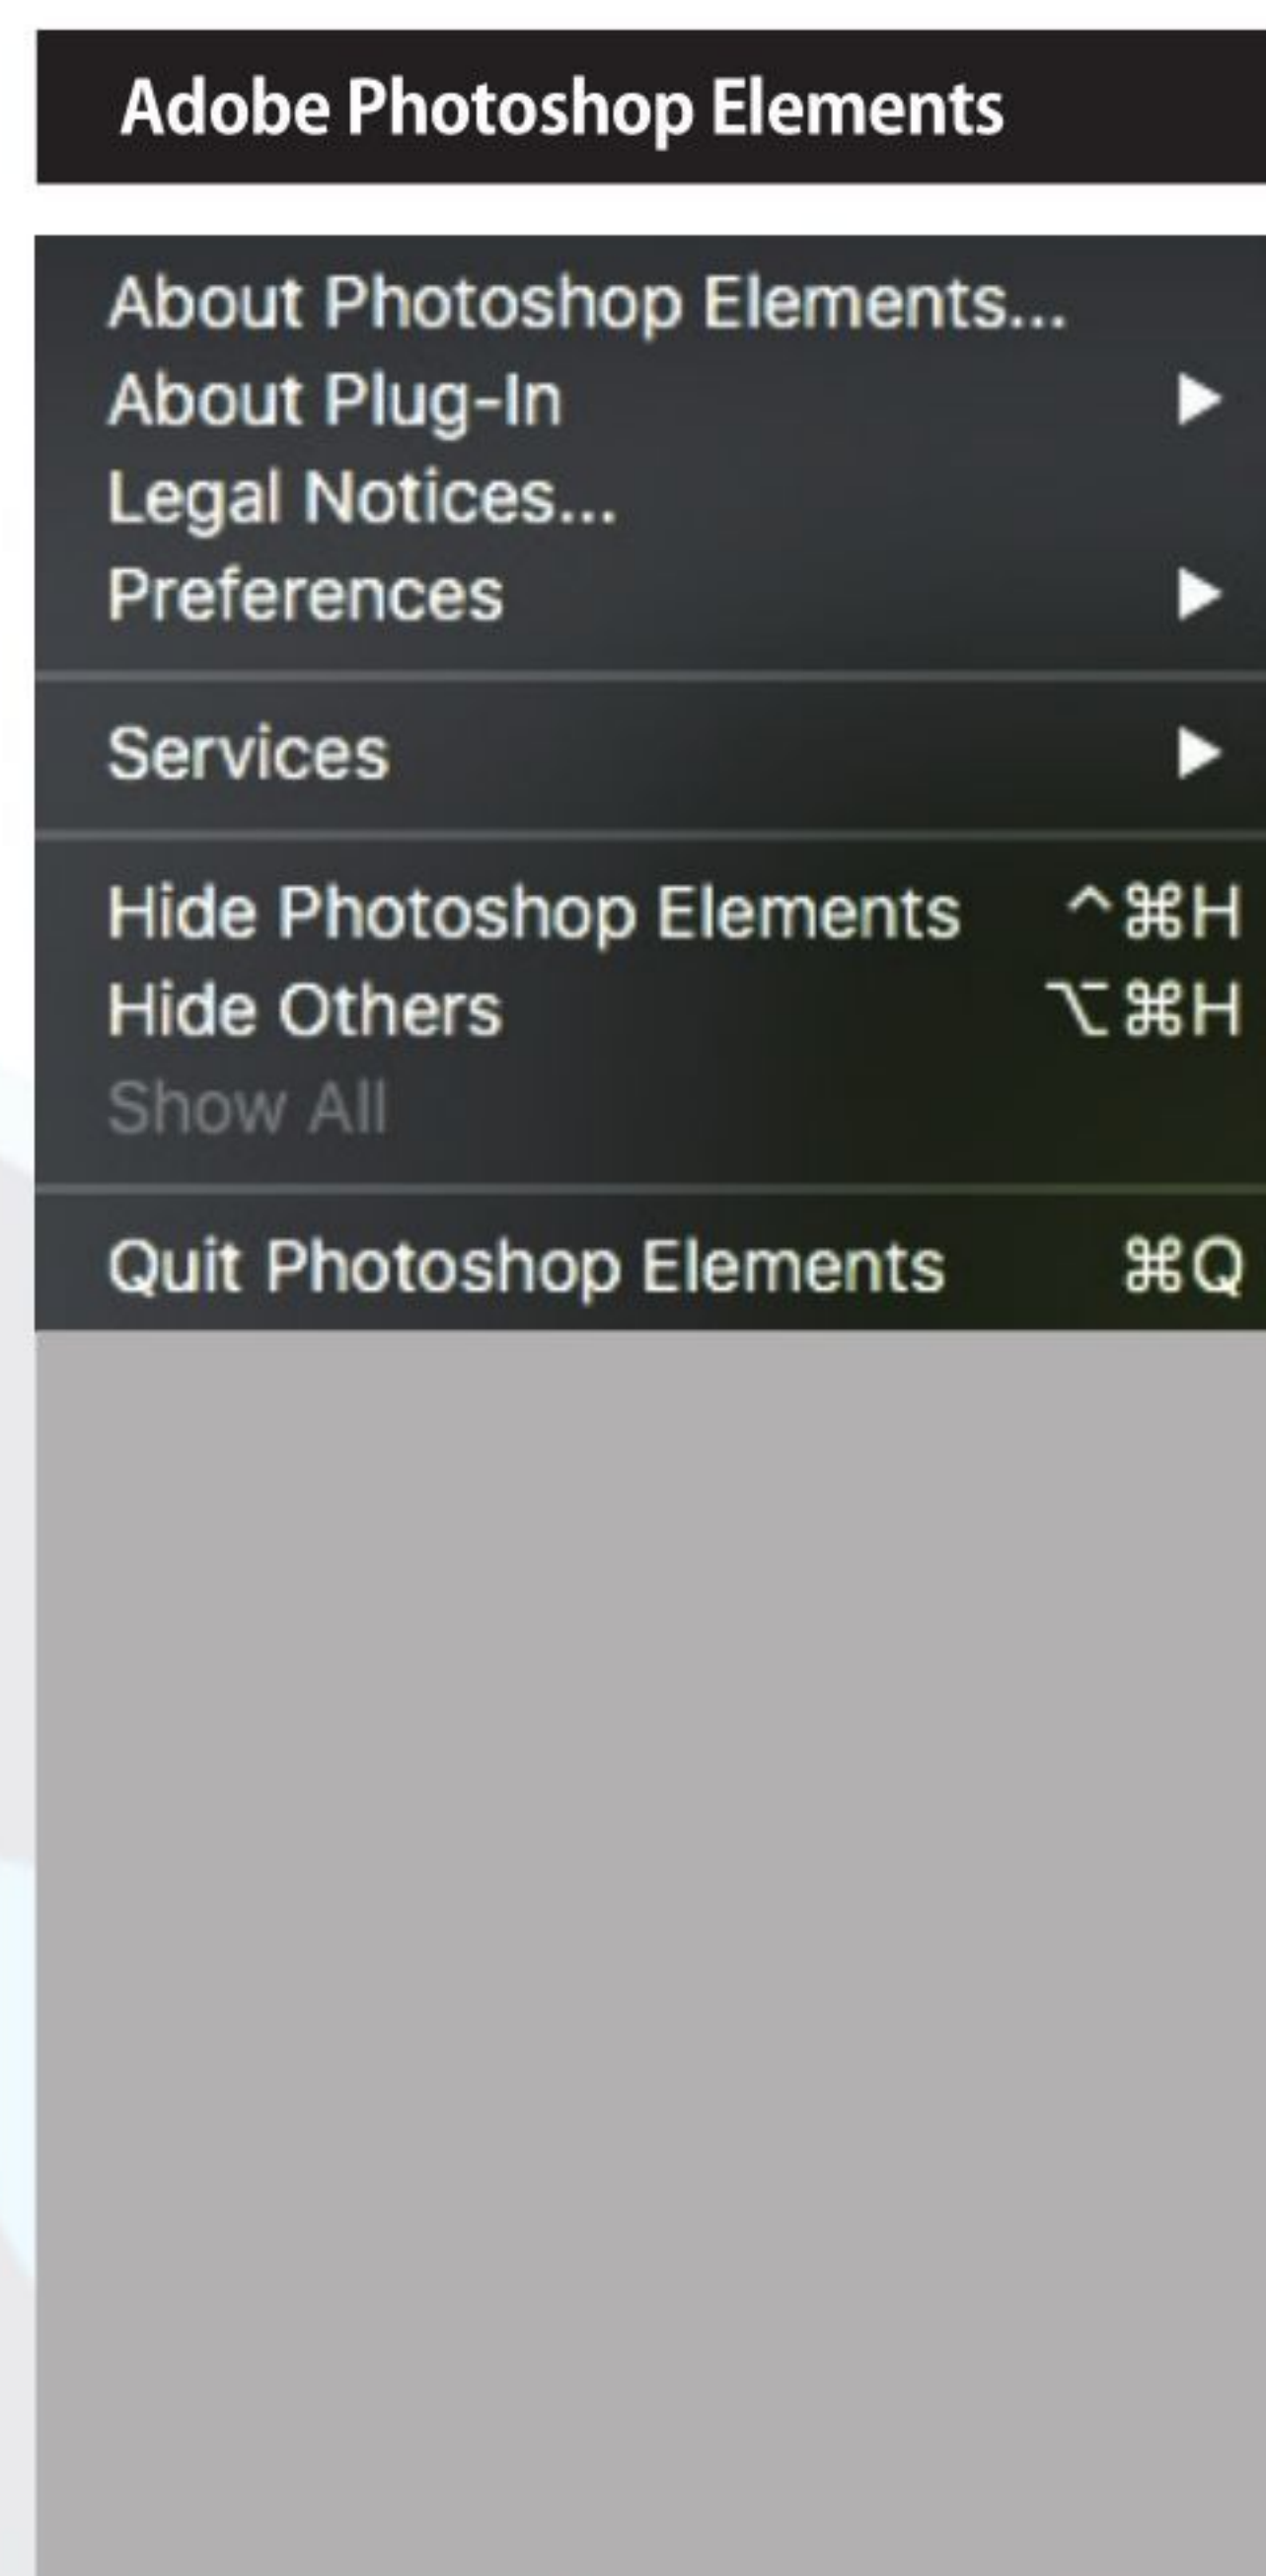 Adobe Photoshop Elements
About Photoshop Elements...
About Plug-In ▶
Legal Notices...
Preferences ▶
Services ▶
Hide Photoshop Elements ^⌘H
Hide Others ⌥⌘H
Show All
Quit Photoshop Elements ⌘Q